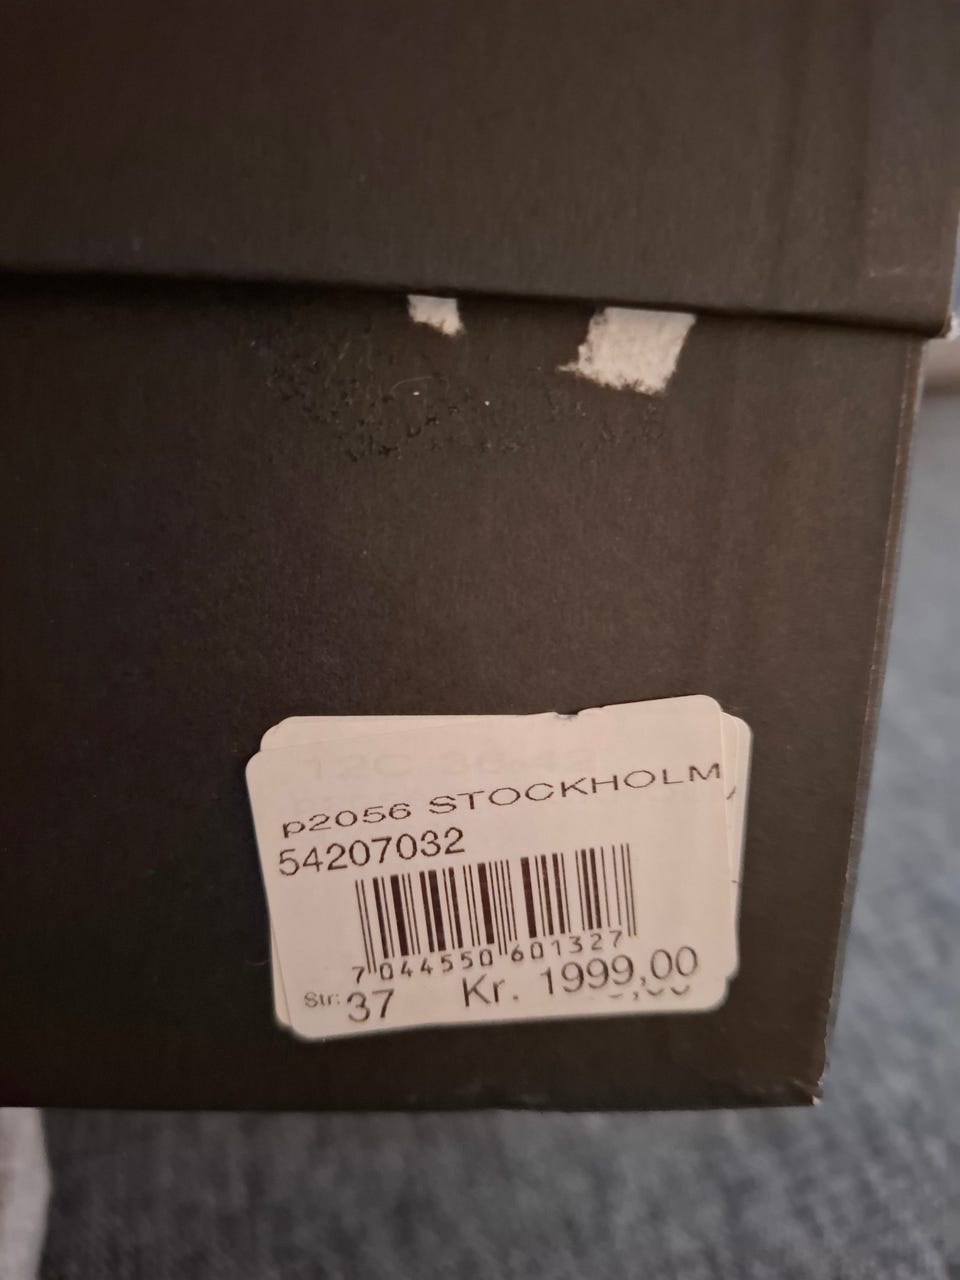 p2056 STOCKHOLM
54207032
7 044550 601327
Str: 37 Kr. 1999,00